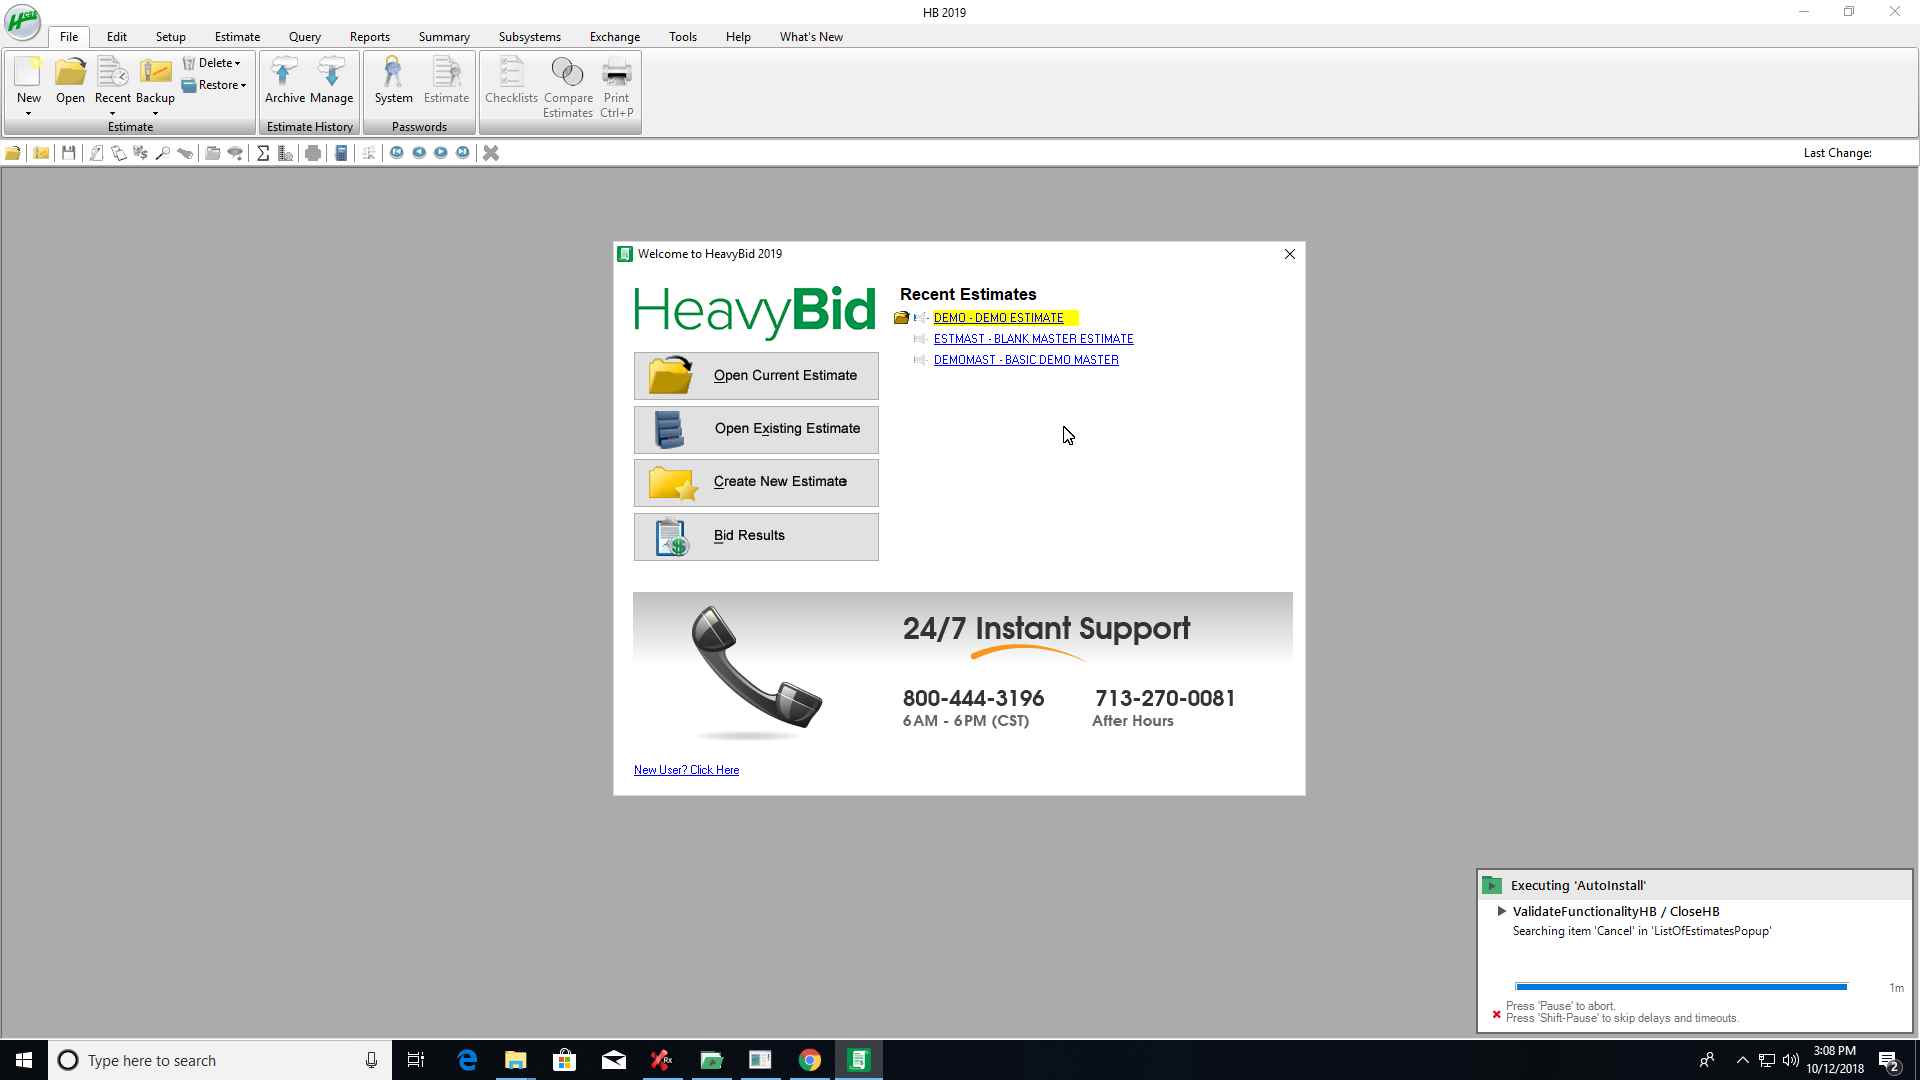 HB 2019
File Edit Setup Estimate Query Reports Summary Subsystems Exchange Tools Help What's New
New Open Recent Backup Delete Restore
Archive Manage
System Estimate
Checklists Compare Estimates Print Ctrl+P
Estimate Estimate History Passwords
Last Change:
Welcome to HeavyBid 2019
HeavyBid
Open Current Estimate
Open Existing Estimate
Create New Estimate
Bid Results
Recent Estimates
DEMO - DEMO ESTIMATE
ESTMAST - BLANK MASTER ESTIMATE
DEMOMAST - BASIC DEMO MASTER
24/7 Instant Support
800-444-3196 713-270-0081
6AM - 6PM (CST) After Hours
New User? Click Here
Executing 'AutoInstall'
ValidateFunctionalityHB / CloseHB
Searching item 'Cancel' in 'ListOfEstimatesPopup'
1m
Press 'Pause' to abort.
Press 'Shift-Pause' to skip delays and timeouts.
Type here to search
3:08 PM
10/12/2018
2